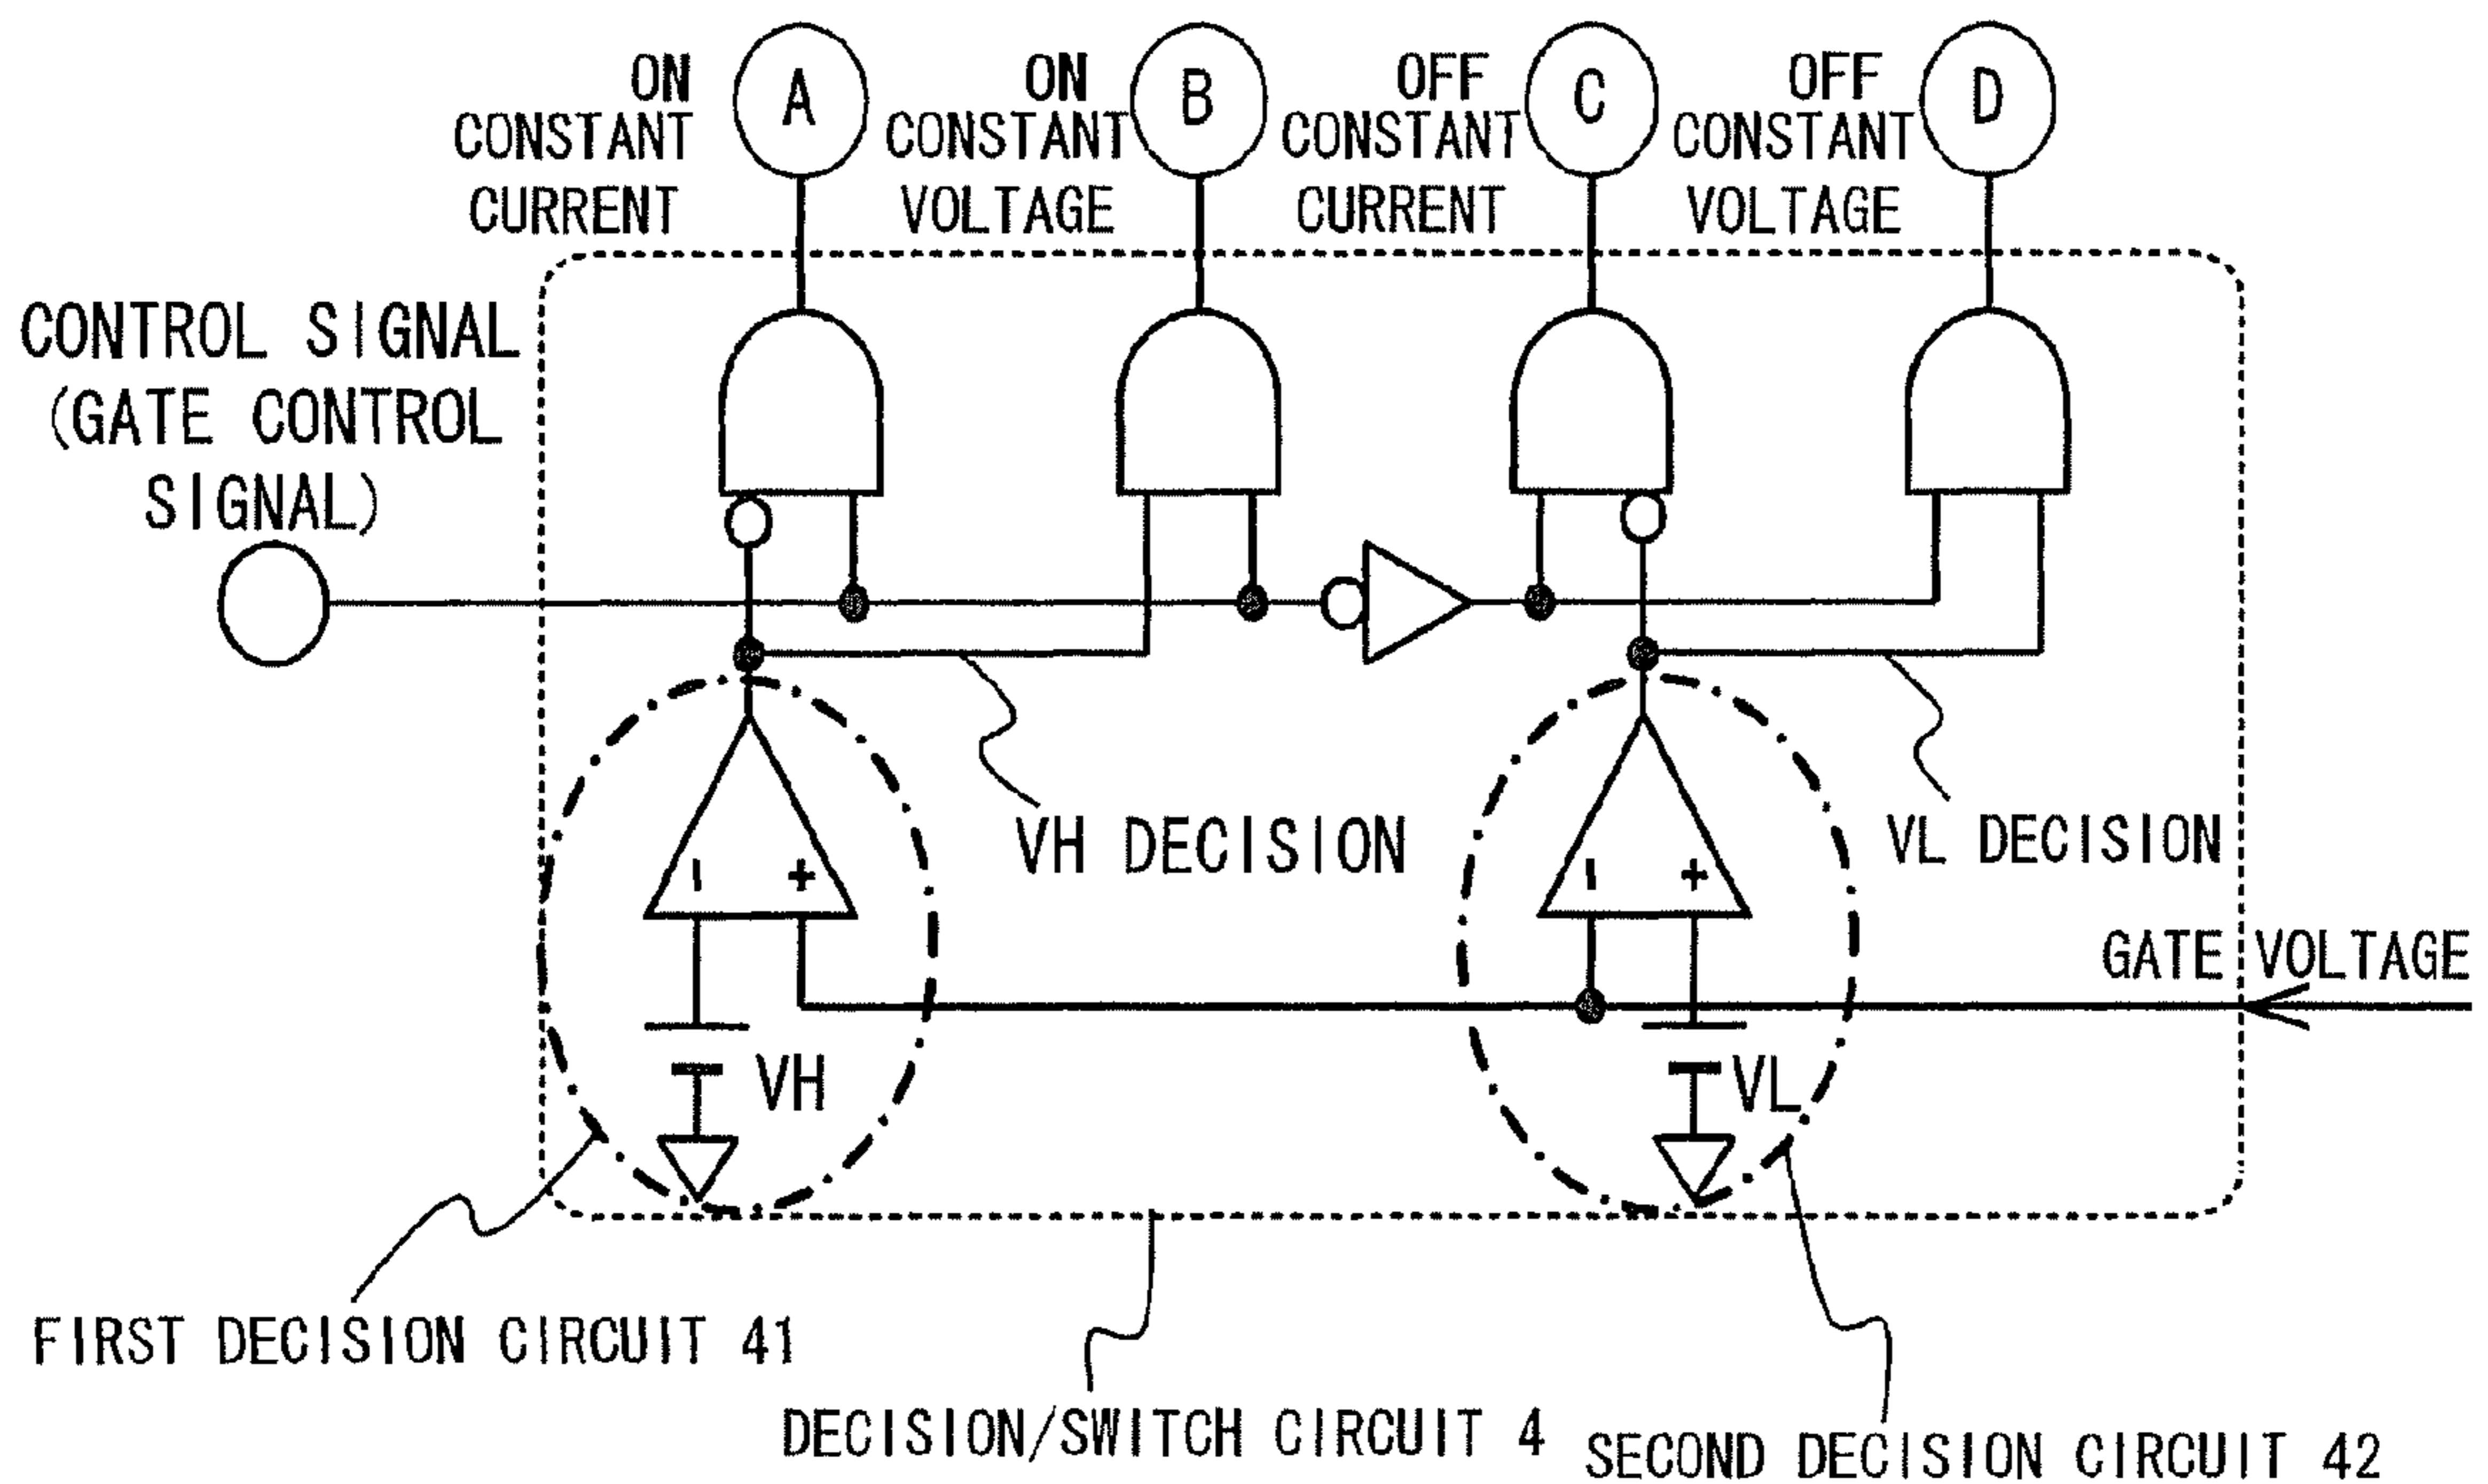 ON
CONSTANT
CURRENT
A
ON
CONSTANT
VOLTAGE
B
OFF
CONSTANT
CURRENT
C
OFF
CONSTANT
VOLTAGE
D
CONTROL SIGNAL
(GATE CONTROL
SIGNAL)
VH DECISION
VL DECISION
- +
- +
GATE VOLTAGE
VH
VL
FIRST DECISION CIRCUIT 41
DECISION/SWITCH CIRCUIT 4
SECOND DECISION CIRCUIT 42